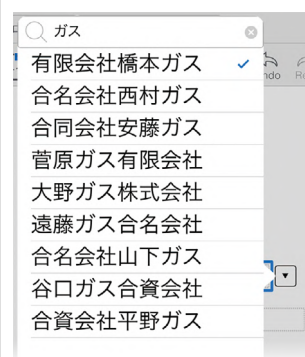 ガス
有限会社橋本ガス
合名会社西村ガス
合同会社安藤ガス
菅原ガス有限会社
大野ガス株式会社
遠藤ガス合名会社
合名会社山下ガス
谷口ガス合資会社
合資会社平野ガス